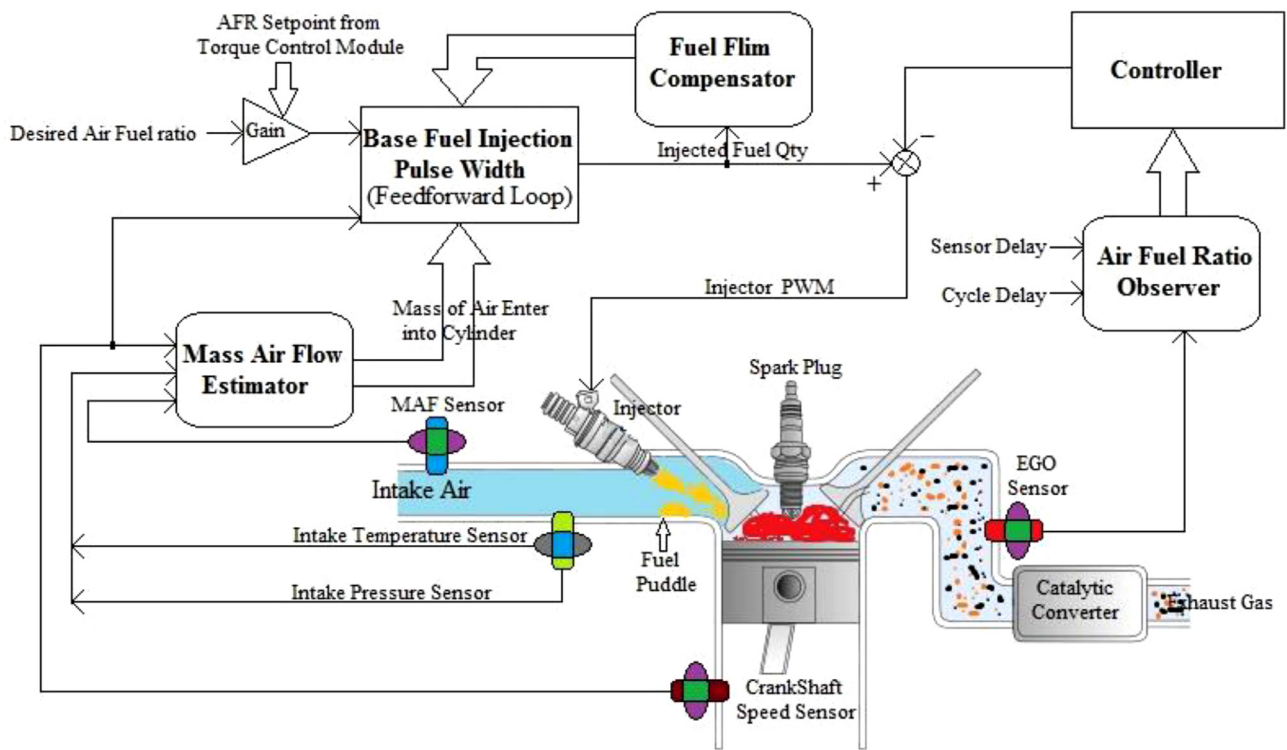 AFR Setpoint from
Torque Control Module
Fuel Flim
Compensator
Controller
Desired Air Fuel ratio
Gain
Base Fuel Injection
Pulse Width
(Feedforward Loop)
Injected Fuel Qty
−
+
Sensor Delay
Cycle Delay
Air Fuel Ratio
Observer
Injector PWM
Mass of Air Enter
into Cylinder
Mass Air Flow
Estimator
Spark Plug
MAF Sensor
Injector
EGO
Sensor
Intake Air
Intake Temperature Sensor
Fuel
Puddle
Intake Pressure Sensor
Catalytic
Converter
Exhaust Gas
CrankShaft
Speed Sensor